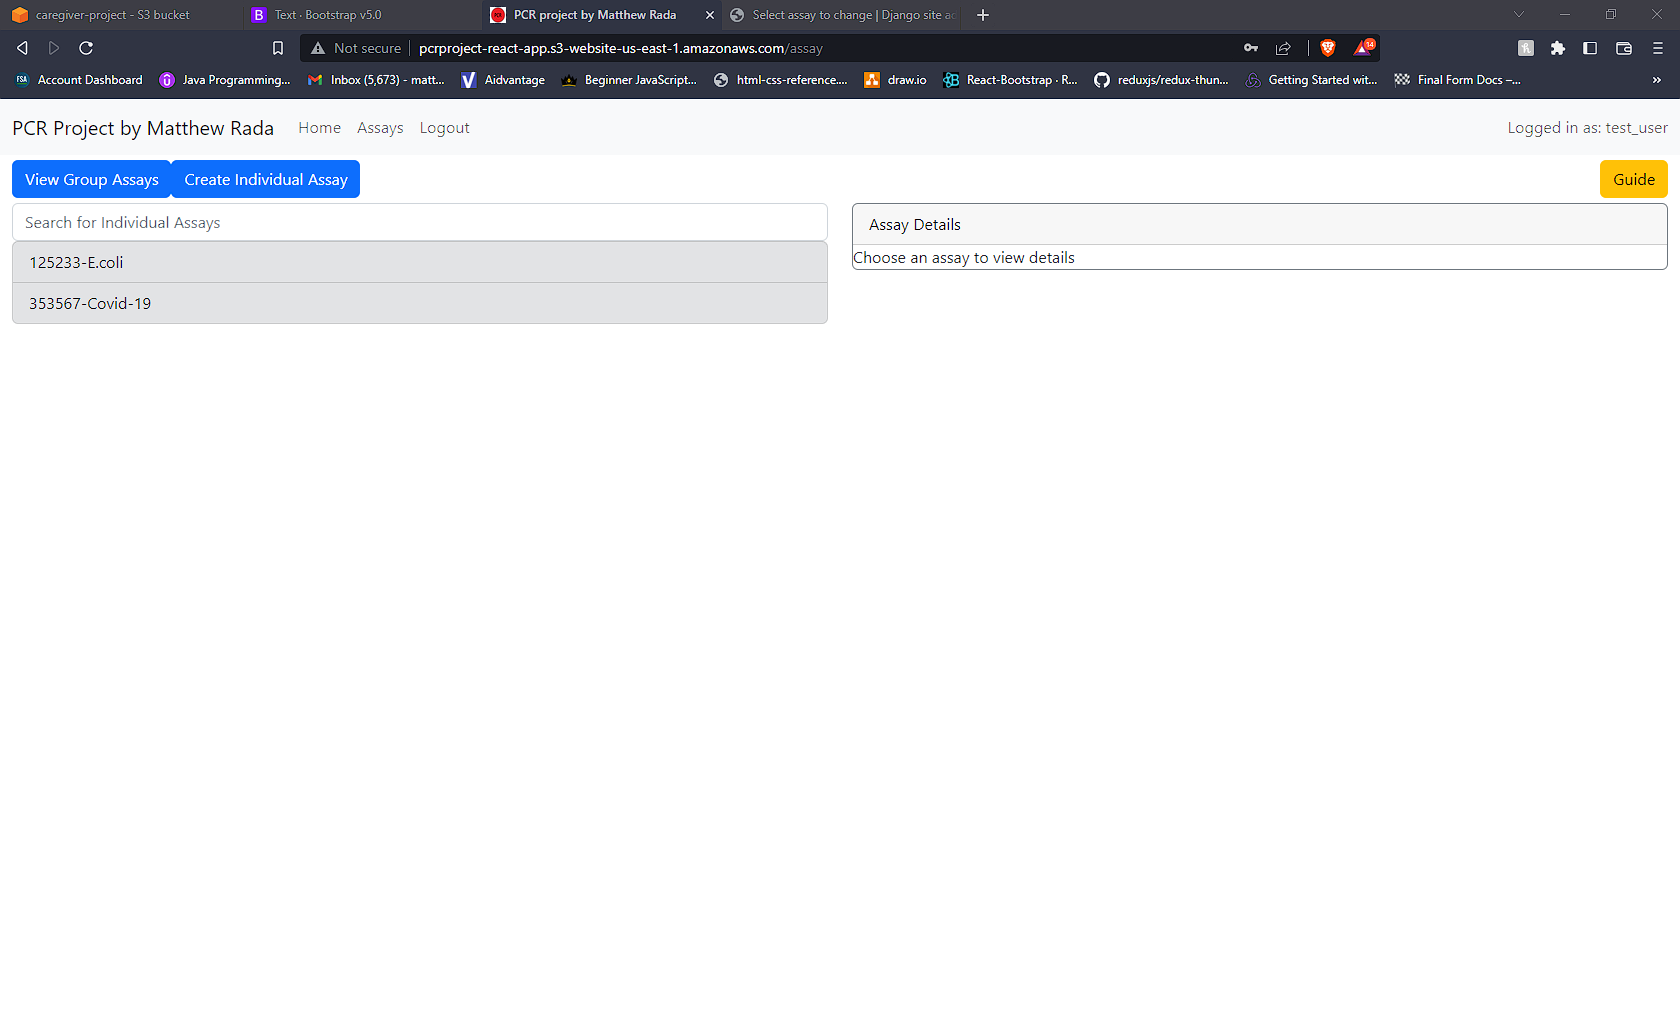 caregiver-project - S3 bucket
B Text · Bootstrap v5.0
PCR project by Matthew Rada
Select assay to change | Django site ac
Not secure pcrproject-react-app.s3-website-us-east-1.amazonaws.com/assay
14
FSA Account Dashboard
Java Programming...
Inbox (5,673) - matt...
Aidvantage
Beginner JavaScript...
html-css-reference....
draw.io
React-Bootstrap · R...
reduxjs/redux-thun...
Getting Started wit...
Final Form Docs –...
»
PCR Project by Matthew Rada Home Assays Logout Logged in as: test_user
View Group Assays Create Individual Assay Guide
Search for Individual Assays
125233-E.coli
353567-Covid-19
Assay Details
Choose an assay to view details